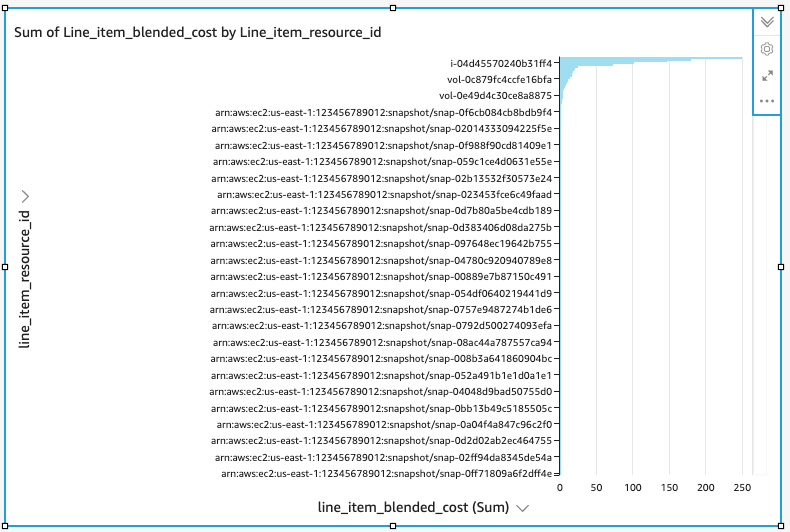 Sum of Line_item_blended_cost by Line_item_resource_id
i-04d45570240b31ff4
vol-0c879fc4ccfe16bfa
vol-0e49d4c30ce8a8875
arn:aws:ec2:us-east-1:123456789012:snapshot/snap-0f6cb084cb8bdb9f4
arn:aws:ec2:us-east-1:123456789012:snapshot/snap-02014333094225f5e
arn:aws:ec2:us-east-1:123456789012:snapshot/snap-0f988f90cd81409e1
arn:aws:ec2:us-east-1:123456789012:snapshot/snap-059c1ce4d0631e55e
arn:aws:ec2:us-east-1:123456789012:snapshot/snap-02b13532f30573e24
arn:aws:ec2:us-east-1:123456789012:snapshot/snap-023453fce6c49faad
arn:aws:ec2:us-east-1:123456789012:snapshot/snap-0d7b80a5be4cdb189
arn:aws:ec2:us-east-1:123456789012:snapshot/snap-0d383406d08da275b
arn:aws:ec2:us-east-1:123456789012:snapshot/snap-097648ec19642b755
arn:aws:ec2:us-east-1:123456789012:snapshot/snap-04780c920940789e8
arn:aws:ec2:us-east-1:123456789012:snapshot/snap-00889e7b87150c491
arn:aws:ec2:us-east-1:123456789012:snapshot/snap-054df0640219441d9
arn:aws:ec2:us-east-1:123456789012:snapshot/snap-0757e9487274b1de6
arn:aws:ec2:us-east-1:123456789012:snapshot/snap-0792d500274093efa
arn:aws:ec2:us-east-1:123456789012:snapshot/snap-08ac44a787557ca94
arn:aws:ec2:us-east-1:123456789012:snapshot/snap-008b3a641860904bc
arn:aws:ec2:us-east-1:123456789012:snapshot/snap-052a491b1e1d0a1e1
arn:aws:ec2:us-east-1:123456789012:snapshot/snap-04048d9bad50755d0
arn:aws:ec2:us-east-1:123456789012:snapshot/snap-0bb13b49c5185505c
arn:aws:ec2:us-east-1:123456789012:snapshot/snap-0a04f4a847c96c2f0
arn:aws:ec2:us-east-1:123456789012:snapshot/snap-0d2d02ab2ec464755
arn:aws:ec2:us-east-1:123456789012:snapshot/snap-02ff94da8345de54a
arn:aws:ec2:us-east-1:123456789012:snapshot/snap-0ff71809a6f2dff4e
line_item_resource_id
0 50 100 150 200 250
line_item_blended_cost (Sum)